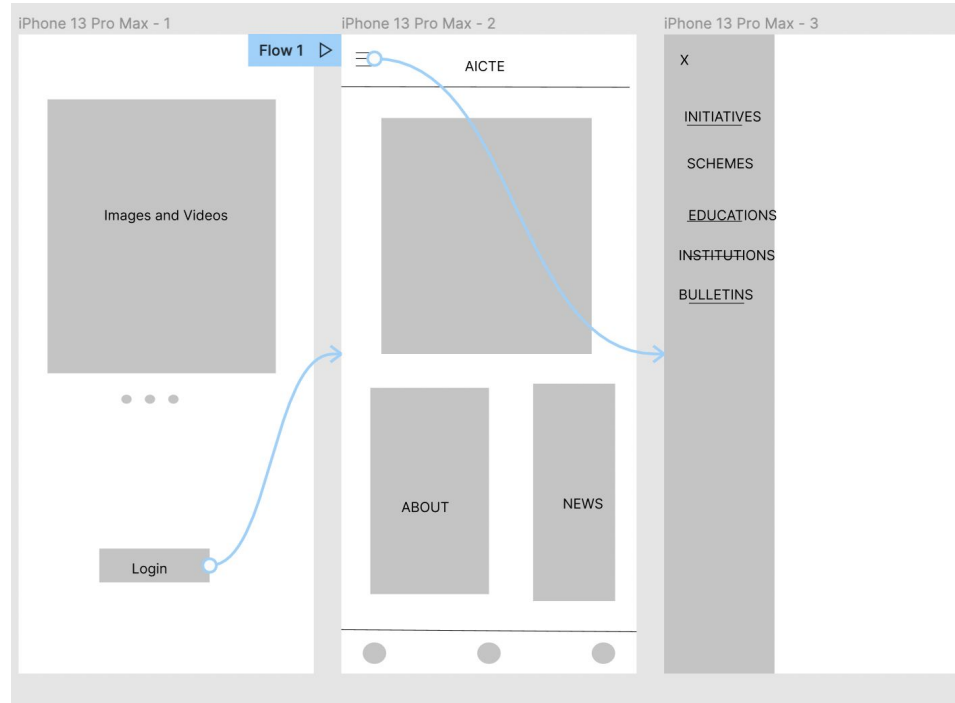 iPhone 13 Pro Max - 1
Images and Videos
Login
Flow 1
iPhone 13 Pro Max - 2
AICTE
ABOUT
NEWS
iPhone 13 Pro Max - 3
X
INITIATIVES
SCHEMES
EDUCATIONS
INSTITUTIONS
BULLETINS